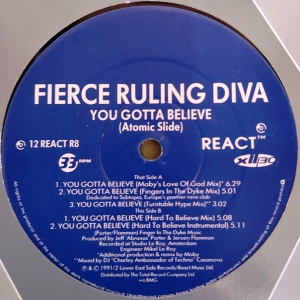 FIERCE RULING DIVA
YOU GOTTA BELIEVE
(Atomic Slide)
12 REACT R8
REACT™
33 RPM
XLBC
That Side A
1. YOU GOTTA BELIEVE (Moby's Love Of God Mix)* 6.29
2. YOU GOTTA BELIEVE (Fingers In The Dyke Mix) 5.01
Dedicated to Subtopia, Europe's premier rave club
3. YOU GOTTA BELIEVE (Turntable Hype Mix)** 3.02
This Side B
1. YOU GOTTA BELIEVE (Hard To Believe Mix) 5.08
2. YOU GOTTA BELIEVE (Hard To Believe Instrumental) 5.11
(Porter/Flamman) Finger In The Dyke Music
Produced by Jeff 'Abraxas' Porter & Jeroen Flamman
Recorded at Studio Le Roy, Amsterdam
Engineer Mikel Le Roy
*Additional production & remix by Moby
**Mixed by DJ "Charley Ambassador of Techno" Casanova
℗ & © 1991/2 Lower East Side Records/React Music Ltd.
Distributed by The Total Record Company Ltd.
BMG